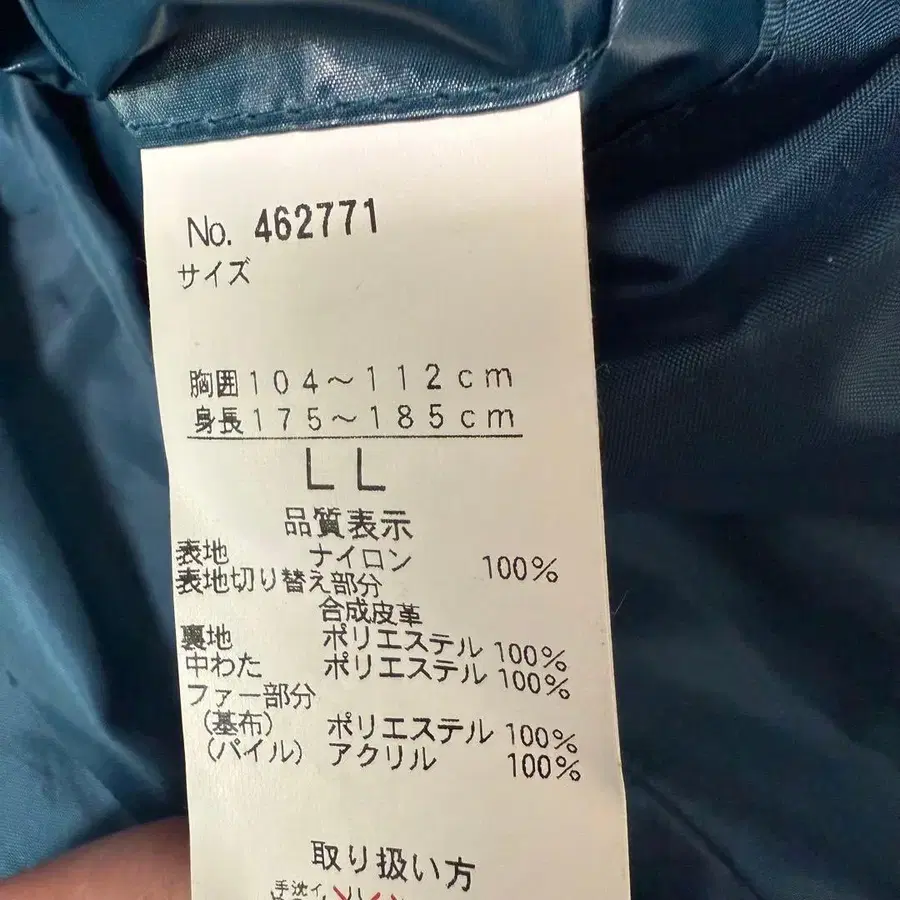 No. 462771
サイズ
胸囲104～112cm
身長175～185cm
LL
品質表示
表地 ナイロン 100%
表地切り替え部分
合成皮革
裏地 ポリエステル 100%
中わた ポリエステル 100%
ファー部分
(基布) ポリエステル 100%
(パイル) アクリル 100%
取り扱い方
手洗イ